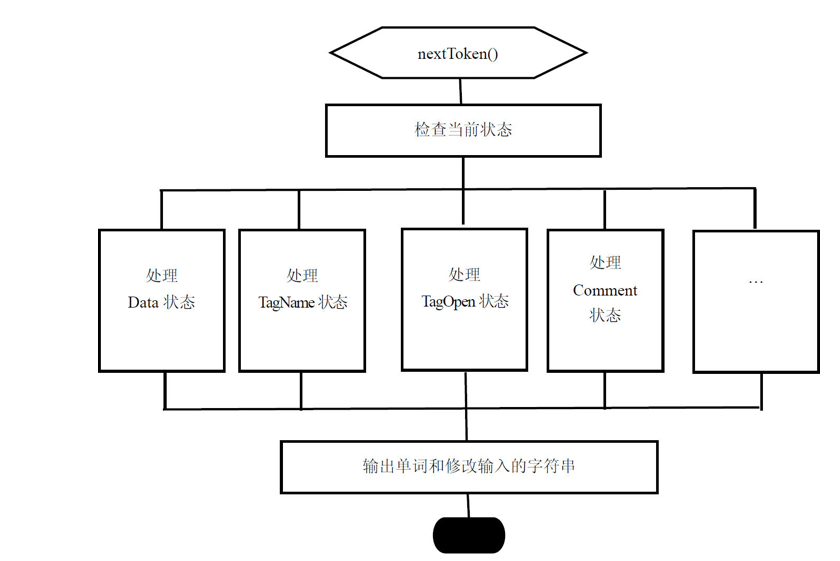 nextToken()
检查当前状态
处理
Data 状态
处理
TagName 状态
处理
TagOpen 状态
处理
Comment
状态
…
输出单词和修改输入的字符串